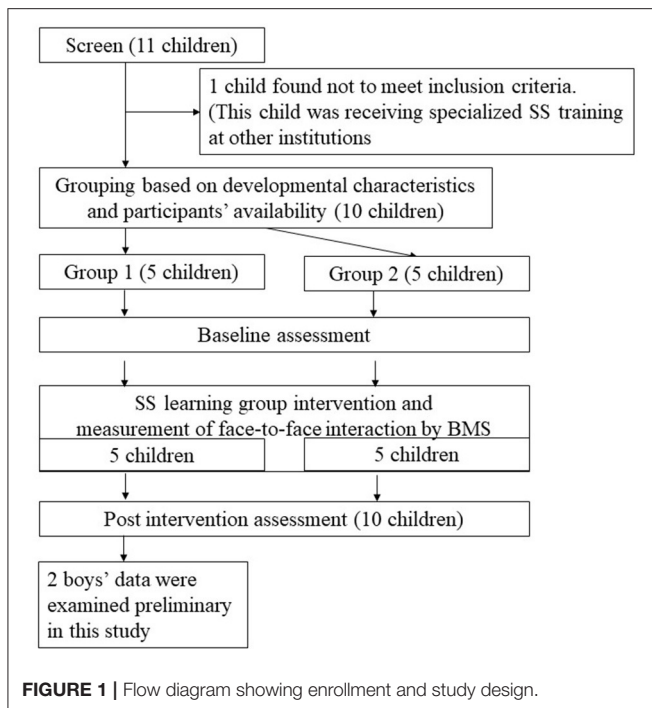 Screen (11 children)
1 child found not to meet inclusion criteria.
(This child was receiving specialized SS training
at other institutions
Grouping based on developmental characteristics
and participants' availability (10 children)
Group 1 (5 children)
Group 2 (5 children)
Baseline assessment
SS learning group intervention and
measurement of face-to-face interaction by BMS
5 children
5 children
Post intervention assessment (10 children)
2 boys' data were
examined preliminary
in this study
FIGURE 1 | Flow diagram showing enrollment and study design.